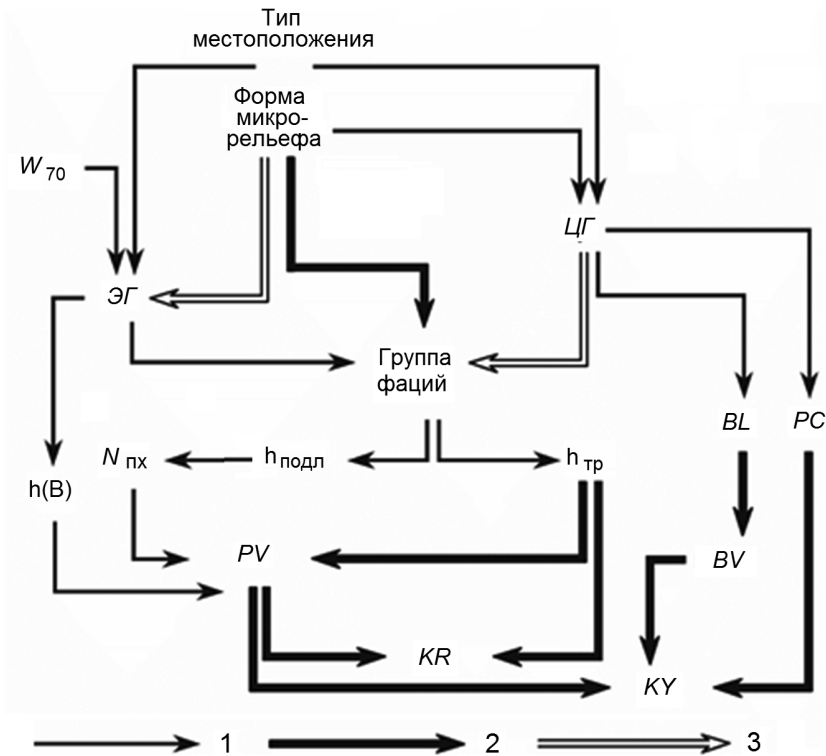 Тип
местоположения
Форма
микро-
рельефа
W 70
ЦГ
ЭГ
Группа
фаций
BL PC
N пх h подл h тр
h(B)
PV BV
KR
KY
1 2 3